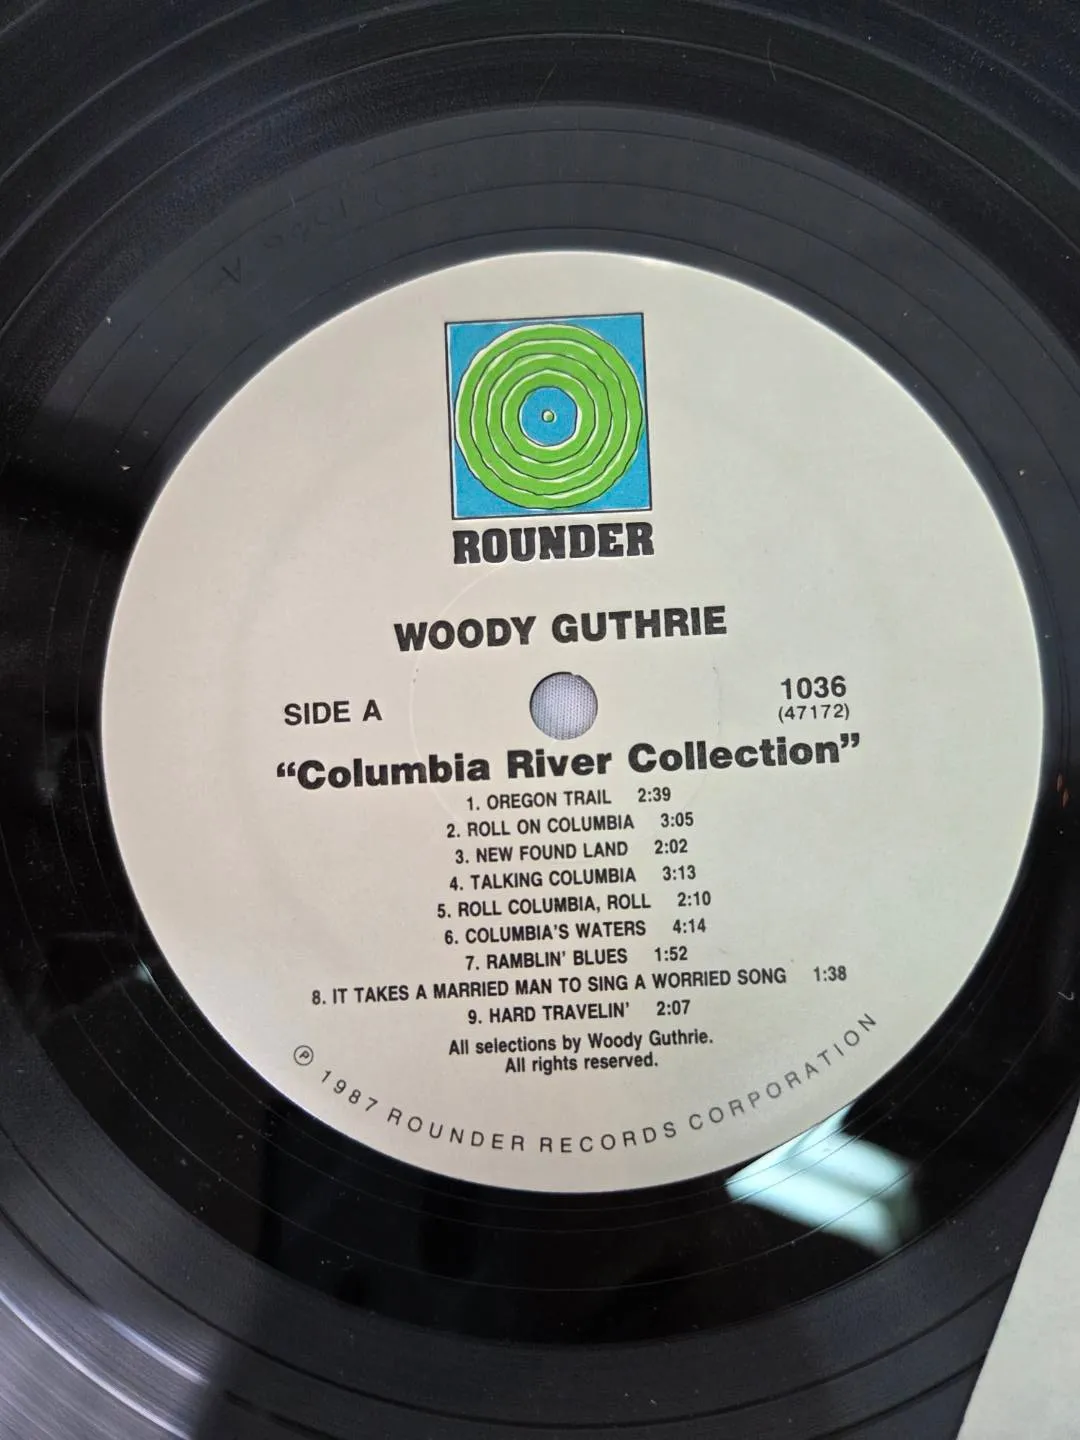 ROUNDER
WOODY GUTHRIE
SIDE A
1036
(47172)
“Columbia River Collection”
1. OREGON TRAIL 2:39
2. ROLL ON COLUMBIA 3:05
3. NEW FOUND LAND 2:02
4. TALKING COLUMBIA 3:13
5. ROLL COLUMBIA, ROLL 2:10
6. COLUMBIA'S WATERS 4:14
7. RAMBLIN' BLUES 1:52
8. IT TAKES A MARRIED MAN TO SING A WORRIED SONG 1:38
9. HARD TRAVELIN' 2:07
All selections by Woody Guthrie.
All rights reserved.
℗ 1987 ROUNDER RECORDS CORPORATION